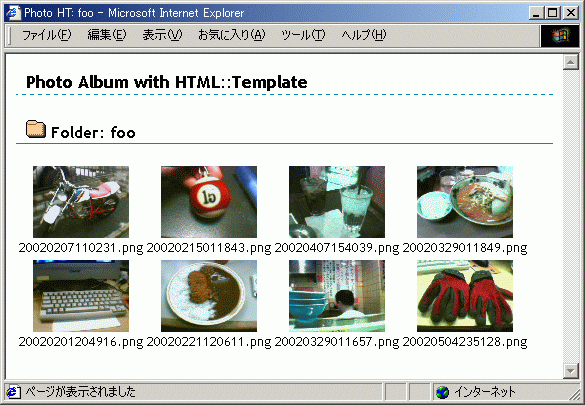 Photo HT: foo - Microsoft Internet Explorer
ファイル(F) 編集(E) 表示(V) お気に入り(A) ツール(T) ヘルプ(H)
Photo Album with HTML::Template
Folder: foo
20020207110231.png 20020215011843.png 20020407154039.png 20020329011849.png
20020201204916.png 20020221120611.png 20020329011657.png 20020504235128.png
ページが表示されました インターネット